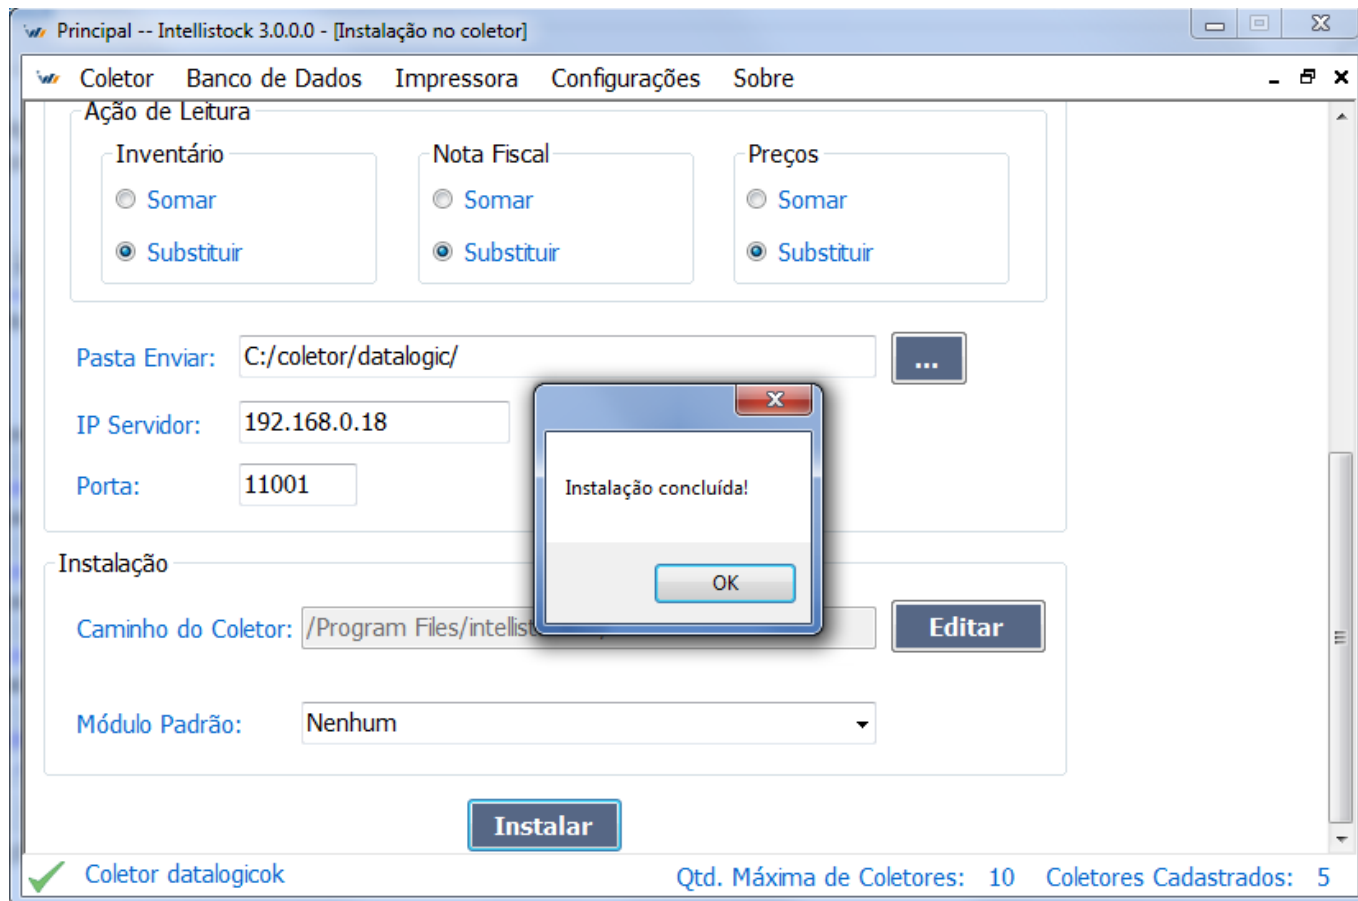 Principal -- Intellistock 3.0.0.0 - [Instalação no coletor]
Coletor Banco de Dados Impressora Configurações Sobre
Ação de Leitura
Inventário Nota Fiscal Preços
Somar Somar Somar
Substituir Substituir Substituir
Pasta Enviar: C:/coletor/datalogic/ ...
IP Servidor: 192.168.0.18
Porta: 11001
Instalação concluída!
OK
Instalação
Caminho do Coletor: /Program Files/ Editar
Módulo Padrão: Nenhum
Instalar
Coletor datalogicok Qtd. Máxima de Coletores: 10 Coletores Cadastrados: 5